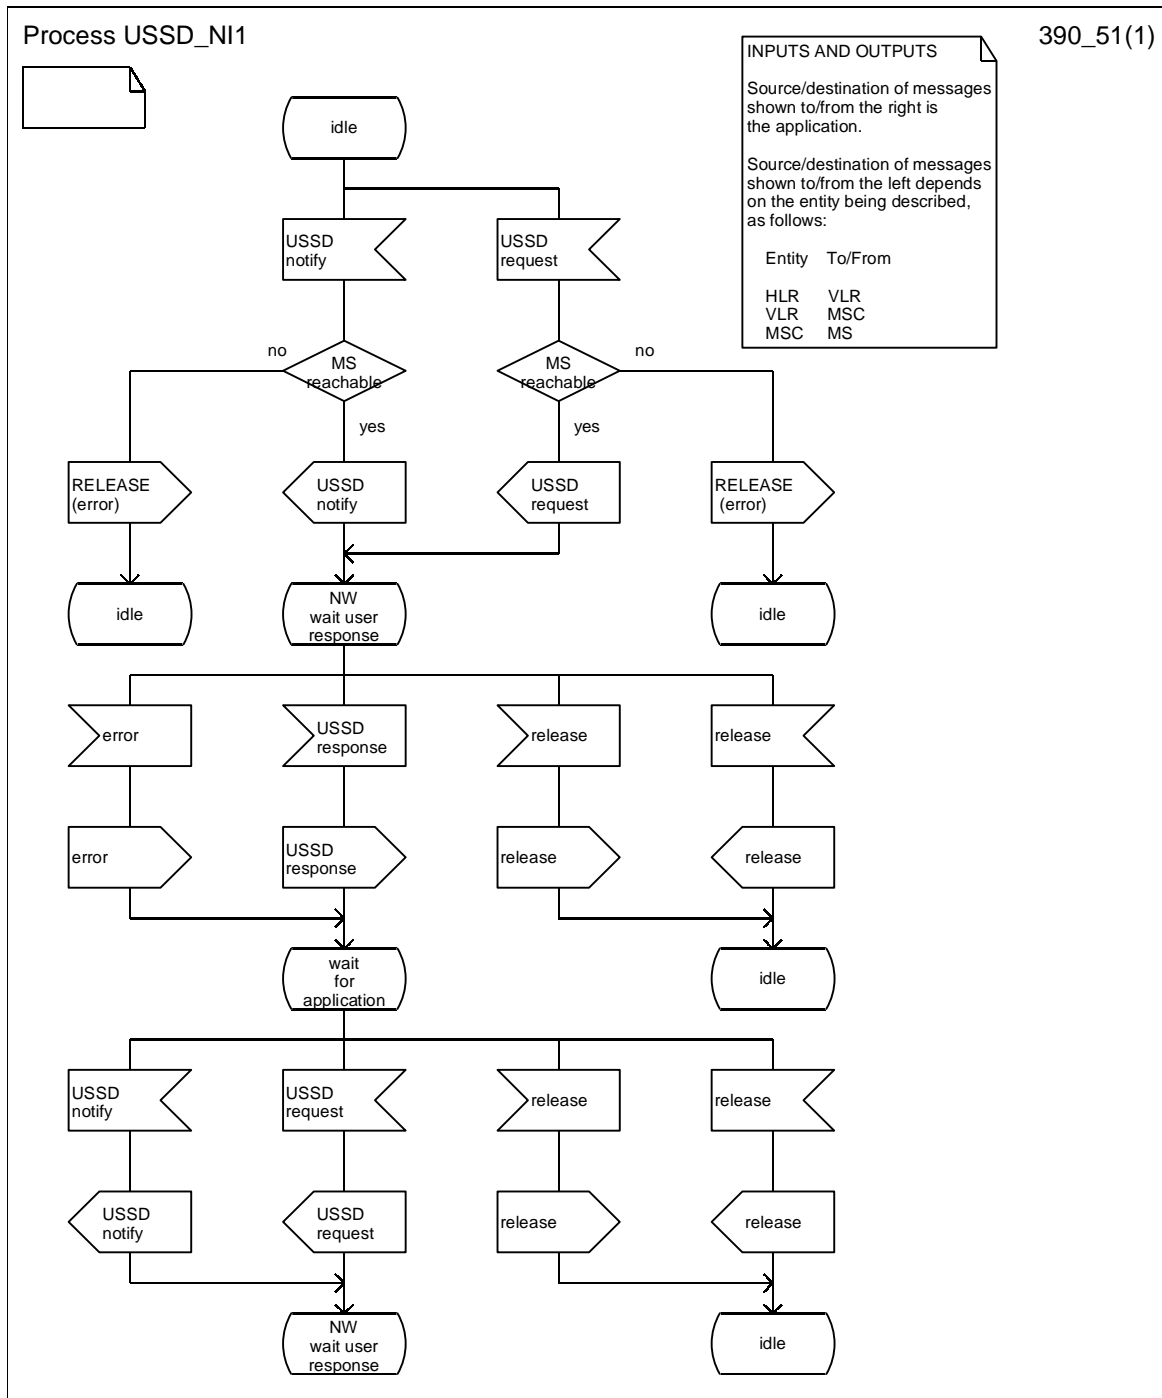 Process USSD_NI1
390_51(1)
INPUTS AND OUTPUTS
Source/destination of messages
shown to/from the right is
the application.
Source/destination of messages
shown to/from the left depends
on the entity being described,
as follows:
Entity To/From
HLR VLR
VLR MSC
MSC MS
idle
USSD
notify
USSD
request
no
MS
reachable
MS
reachable
no
yes
yes
RELEASE
(error)
USSD
notify
USSD
request
RELEASE
(error)
idle
NW
wait user
response
idle
error
USSD
response
release
release
error
USSD
response
release
release
wait
for
application
idle
USSD
notify
USSD
request
release
release
USSD
notify
USSD
request
release
release
NW
wait user
response
idle